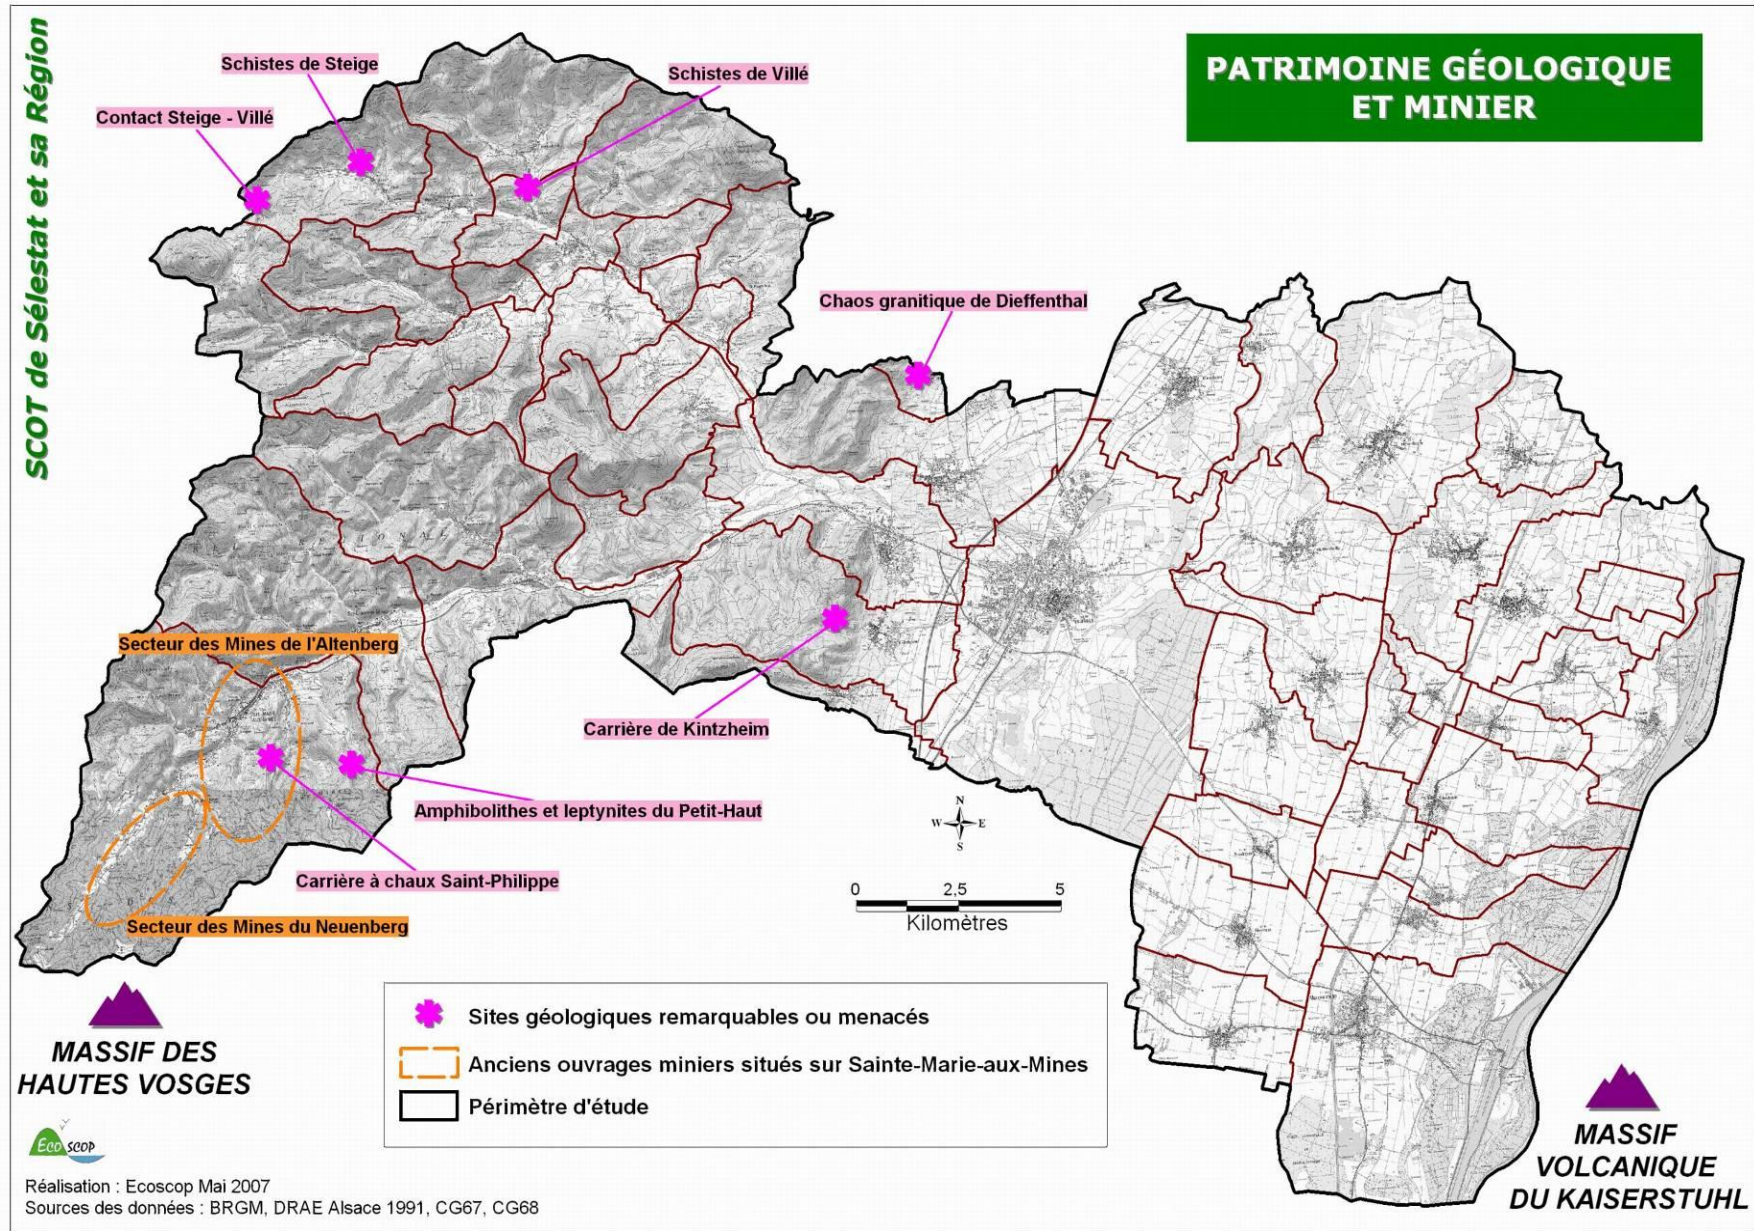 SCOT de Sélestat et sa Région
PATRIMOINE GÉOLOGIQUE
ET MINIER
Schistes de Steige
Schistes de Villé
Contact Steige - Villé
Chaos granitique de Dieffenthal
Secteur des Mines de l'Altenberg
Carrière de Kintzheim
Amphibolithes et leptynites du Petit-Haut
Carrière à chaux Saint-Philippe
Secteur des Mines du Neuenberg
N
W E
S
0 2,5 5
Kilomètres
MASSIF DES
HAUTES VOSGES
Sites géologiques remarquables ou menacés
Anciens ouvrages miniers situés sur Sainte-Marie-aux-Mines
Périmètre d'étude
MASSIF
VOLCANIQUE
DU KAISERSTUHL
ECO SCOP
Réalisation : Ecoscop Mai 2007
Sources des données : BRGM, DRAE Alsace 1991, CG67, CG68